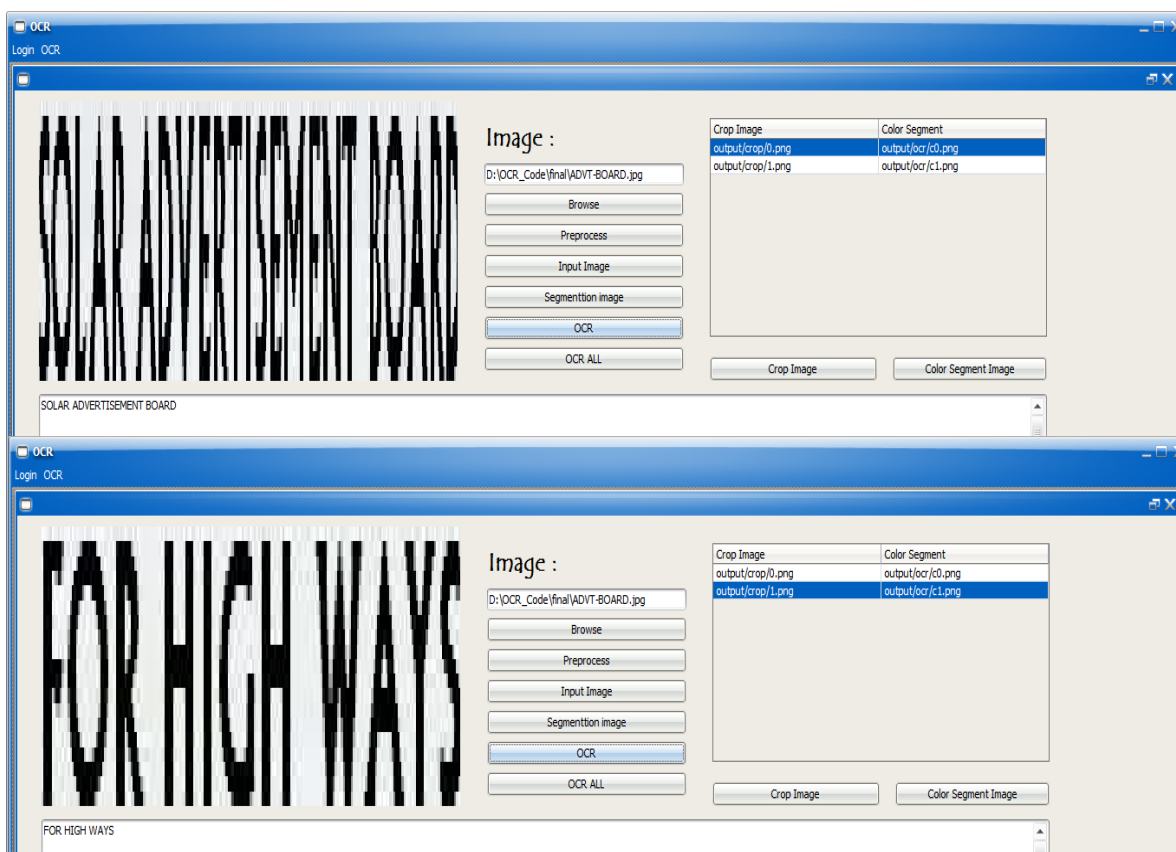 OCR
Login OCR
SOLAR ADVERTISEMENT BOARD
Image :
D:\OCR_Code\final\ADVT-BOARD.jpg
Browse
Preprocess
Input Image
Segmenttion image
OCR
OCR ALL
Crop Image Color Segment
output/crop/0.png output/ocr/c0.png
output/crop/1.png output/ocr/c1.png
Crop Image Color Segment Image
SOLAR ADVERTISEMENT BOARD
OCR
Login OCR
FOR HIGH WAYS
Image :
D:\OCR_Code\final\ADVT-BOARD.jpg
Browse
Preprocess
Input Image
Segmenttion image
OCR
OCR ALL
Crop Image Color Segment
output/crop/0.png output/ocr/c0.png
output/crop/1.png output/ocr/c1.png
Crop Image Color Segment Image
FOR HIGH WAYS